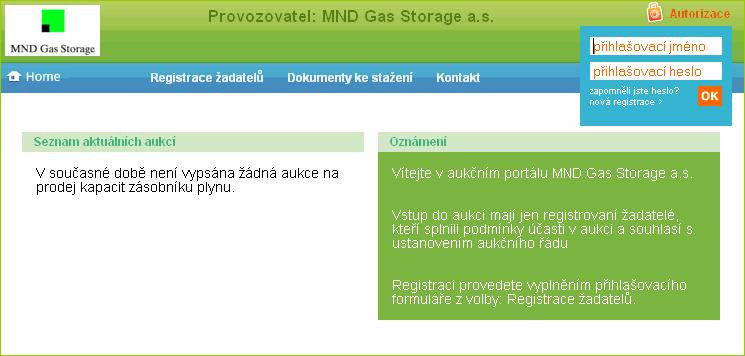 Provozovatel: MND Gas Storage a.s.
Autorizace
MND Gas Storage
přihlašovací jméno
přihlašovací heslo
zapomněli jste heslo?
nová registrace >
OK
Home
Registrace žadatelů
Dokumenty ke stažení
Kontakt
Seznam aktuálních aukcí
V současné době není vypsána žádná aukce na
prodej kapacit zásobníku plynu.
Oznámení
Vítejte v aukčním portálu MND Gas Storage a.s.
Vstup do aukcí mají jen registrovaní žadatelé,
kteří splnili podmínky účasti v aukci a souhlasí s
ustanovením aukčního řádu
Registraci provedete vyplněním přihlašovacího
formuláře z volby: Registrace žadatelů.